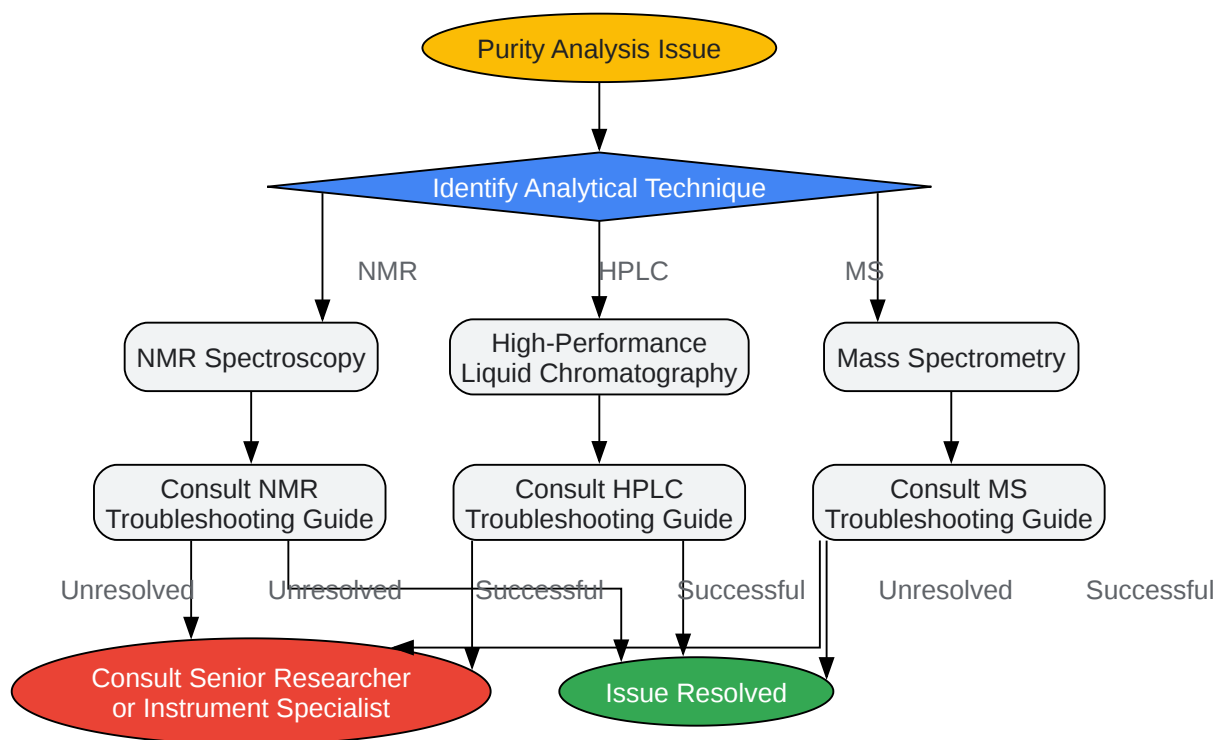 Purity Analysis Issue
Identify Analytical Technique
NMR
HPLC
MS
NMR Spectroscopy
High-Performance
Liquid Chromatography
Mass Spectrometry
Consult NMR
Troubleshooting Guide
Consult HPLC
Troubleshooting Guide
Consult MS
Troubleshooting Guide
Unresolved
Unresolved
Successful
Successful
Unresolved
Successful
Consult Senior Researcher
or Instrument Specialist
Issue Resolved